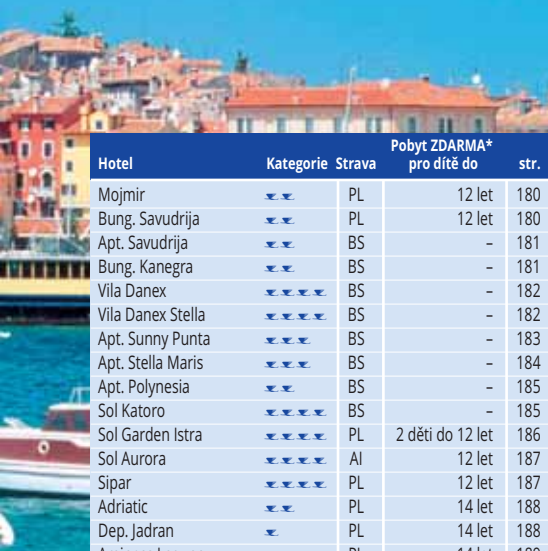 Pobyt ZDARMA*
Hotel Kategorie Strava pro dítě do str.
Mojmir PL 12 let 180
Bung. Savudrija PL 12 let 180
Apt. Savudrija BS – 181
Bung. Kanegra BS – 181
Vila Danex BS – 182
Vila Danex Stella BS – 182
Apt. Sunny Punta BS – 183
Apt. Stella Maris BS – 184
Apt. Polynesia BS – 185
Sol Katoro BS – 185
Sol Garden Istra PL 2 děti do 12 let 186
Sol Aurora AI 12 let 187
Sipar PL 12 let 187
Adriatic PL 14 let 188
Dep. Jadran PL 14 let 188